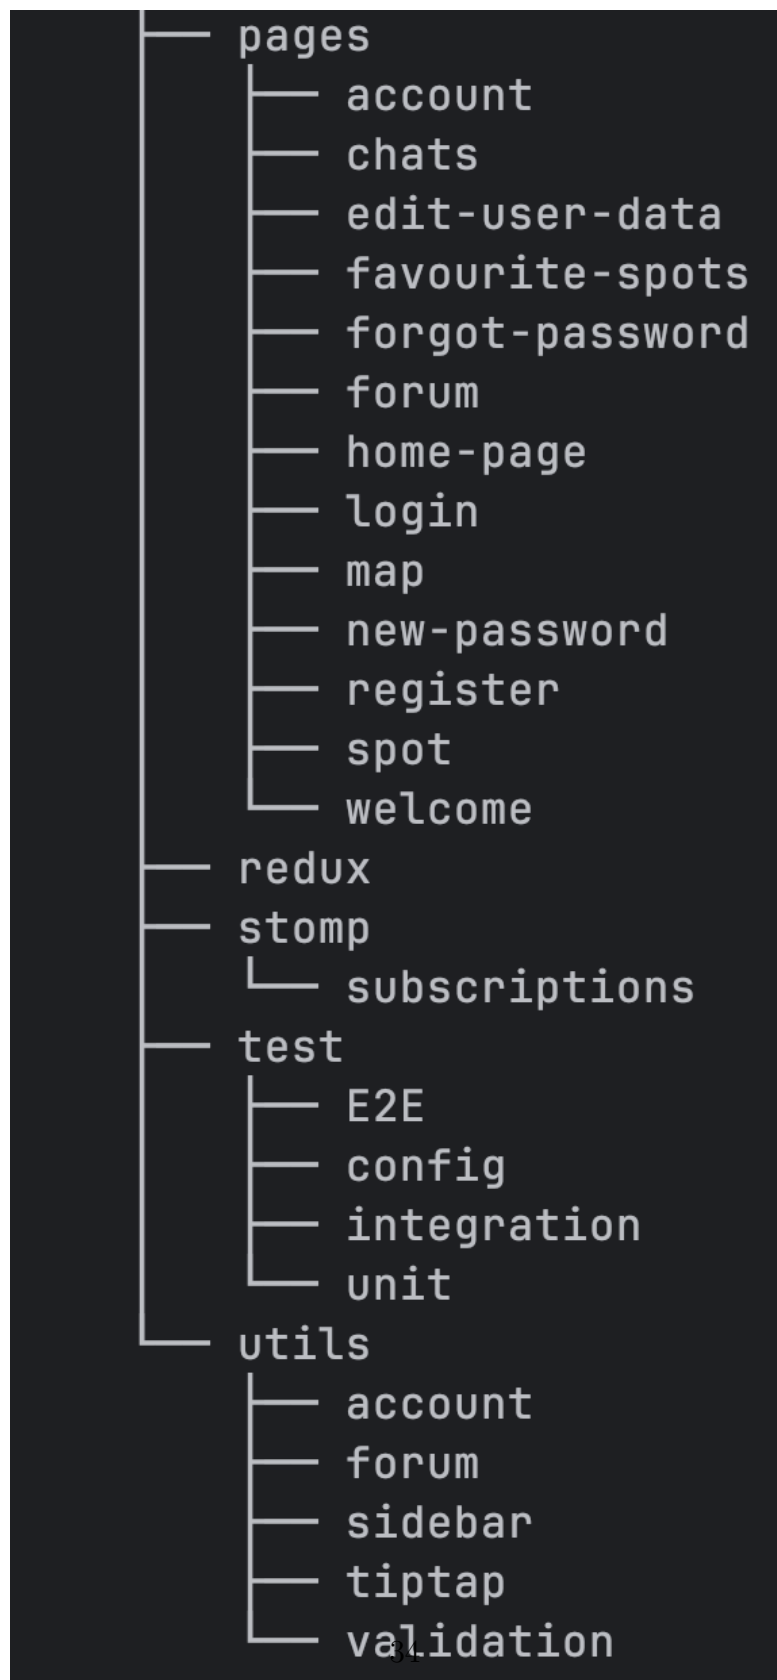 pages
account
chats
edit-user-data
favourite-spots
forgot-password
forum
home-page
login
map
new-password
register
spot
welcome
redux
stomp
subscriptions
test
E2E
config
integration
unit
utils
account
forum
sidebar
tiptap
validation
34